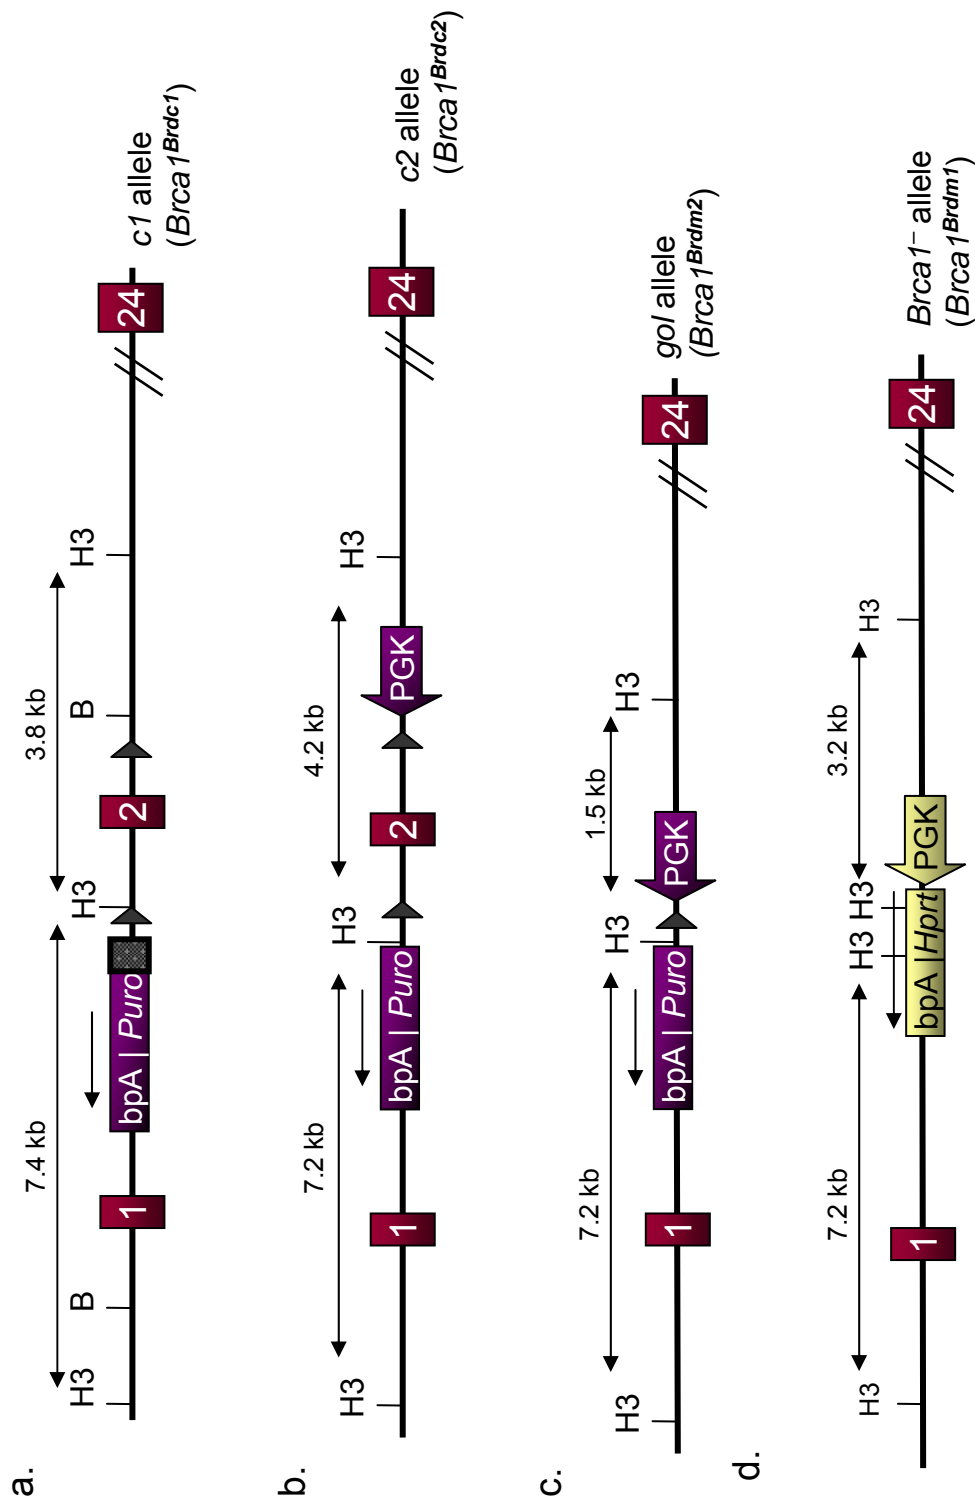 a.
7.4 kb
3.8 kb
H3
B
H3
B
H3
1
bpA | Puro
2
24
c1 allele
(Brca1Brdc1)
b.
7.2 kb
4.2 kb
H3
H3
H3
1
bpA | Puro
2
PGK
24
c2 allele
(Brca1Brdc2)
c.
7.2 kb
1.5 kb
H3
H3
H3
1
bpA | Puro
PGK
24
gol allele
(Brca1Brdm2)
d.
7.2 kb
3.2 kb
H3
H3 H3
H3
1
bpA | Hprt
PGK
24
Brca1– allele
(Brca1Brdm1)